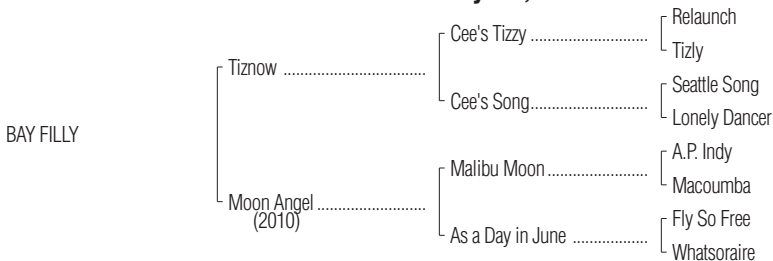 Relaunch
Cee's Tizzy ............................
Tizly
Tiznow ..................................
Seattle Song
Cee's Song............................
Lonely Dancer
BAY FILLY
A.P. Indy
Malibu Moon ........................
Macoumba
Moon Angel ..........................
(2010)
Fly So Free
As a Day in June ..................
Whatsoraire